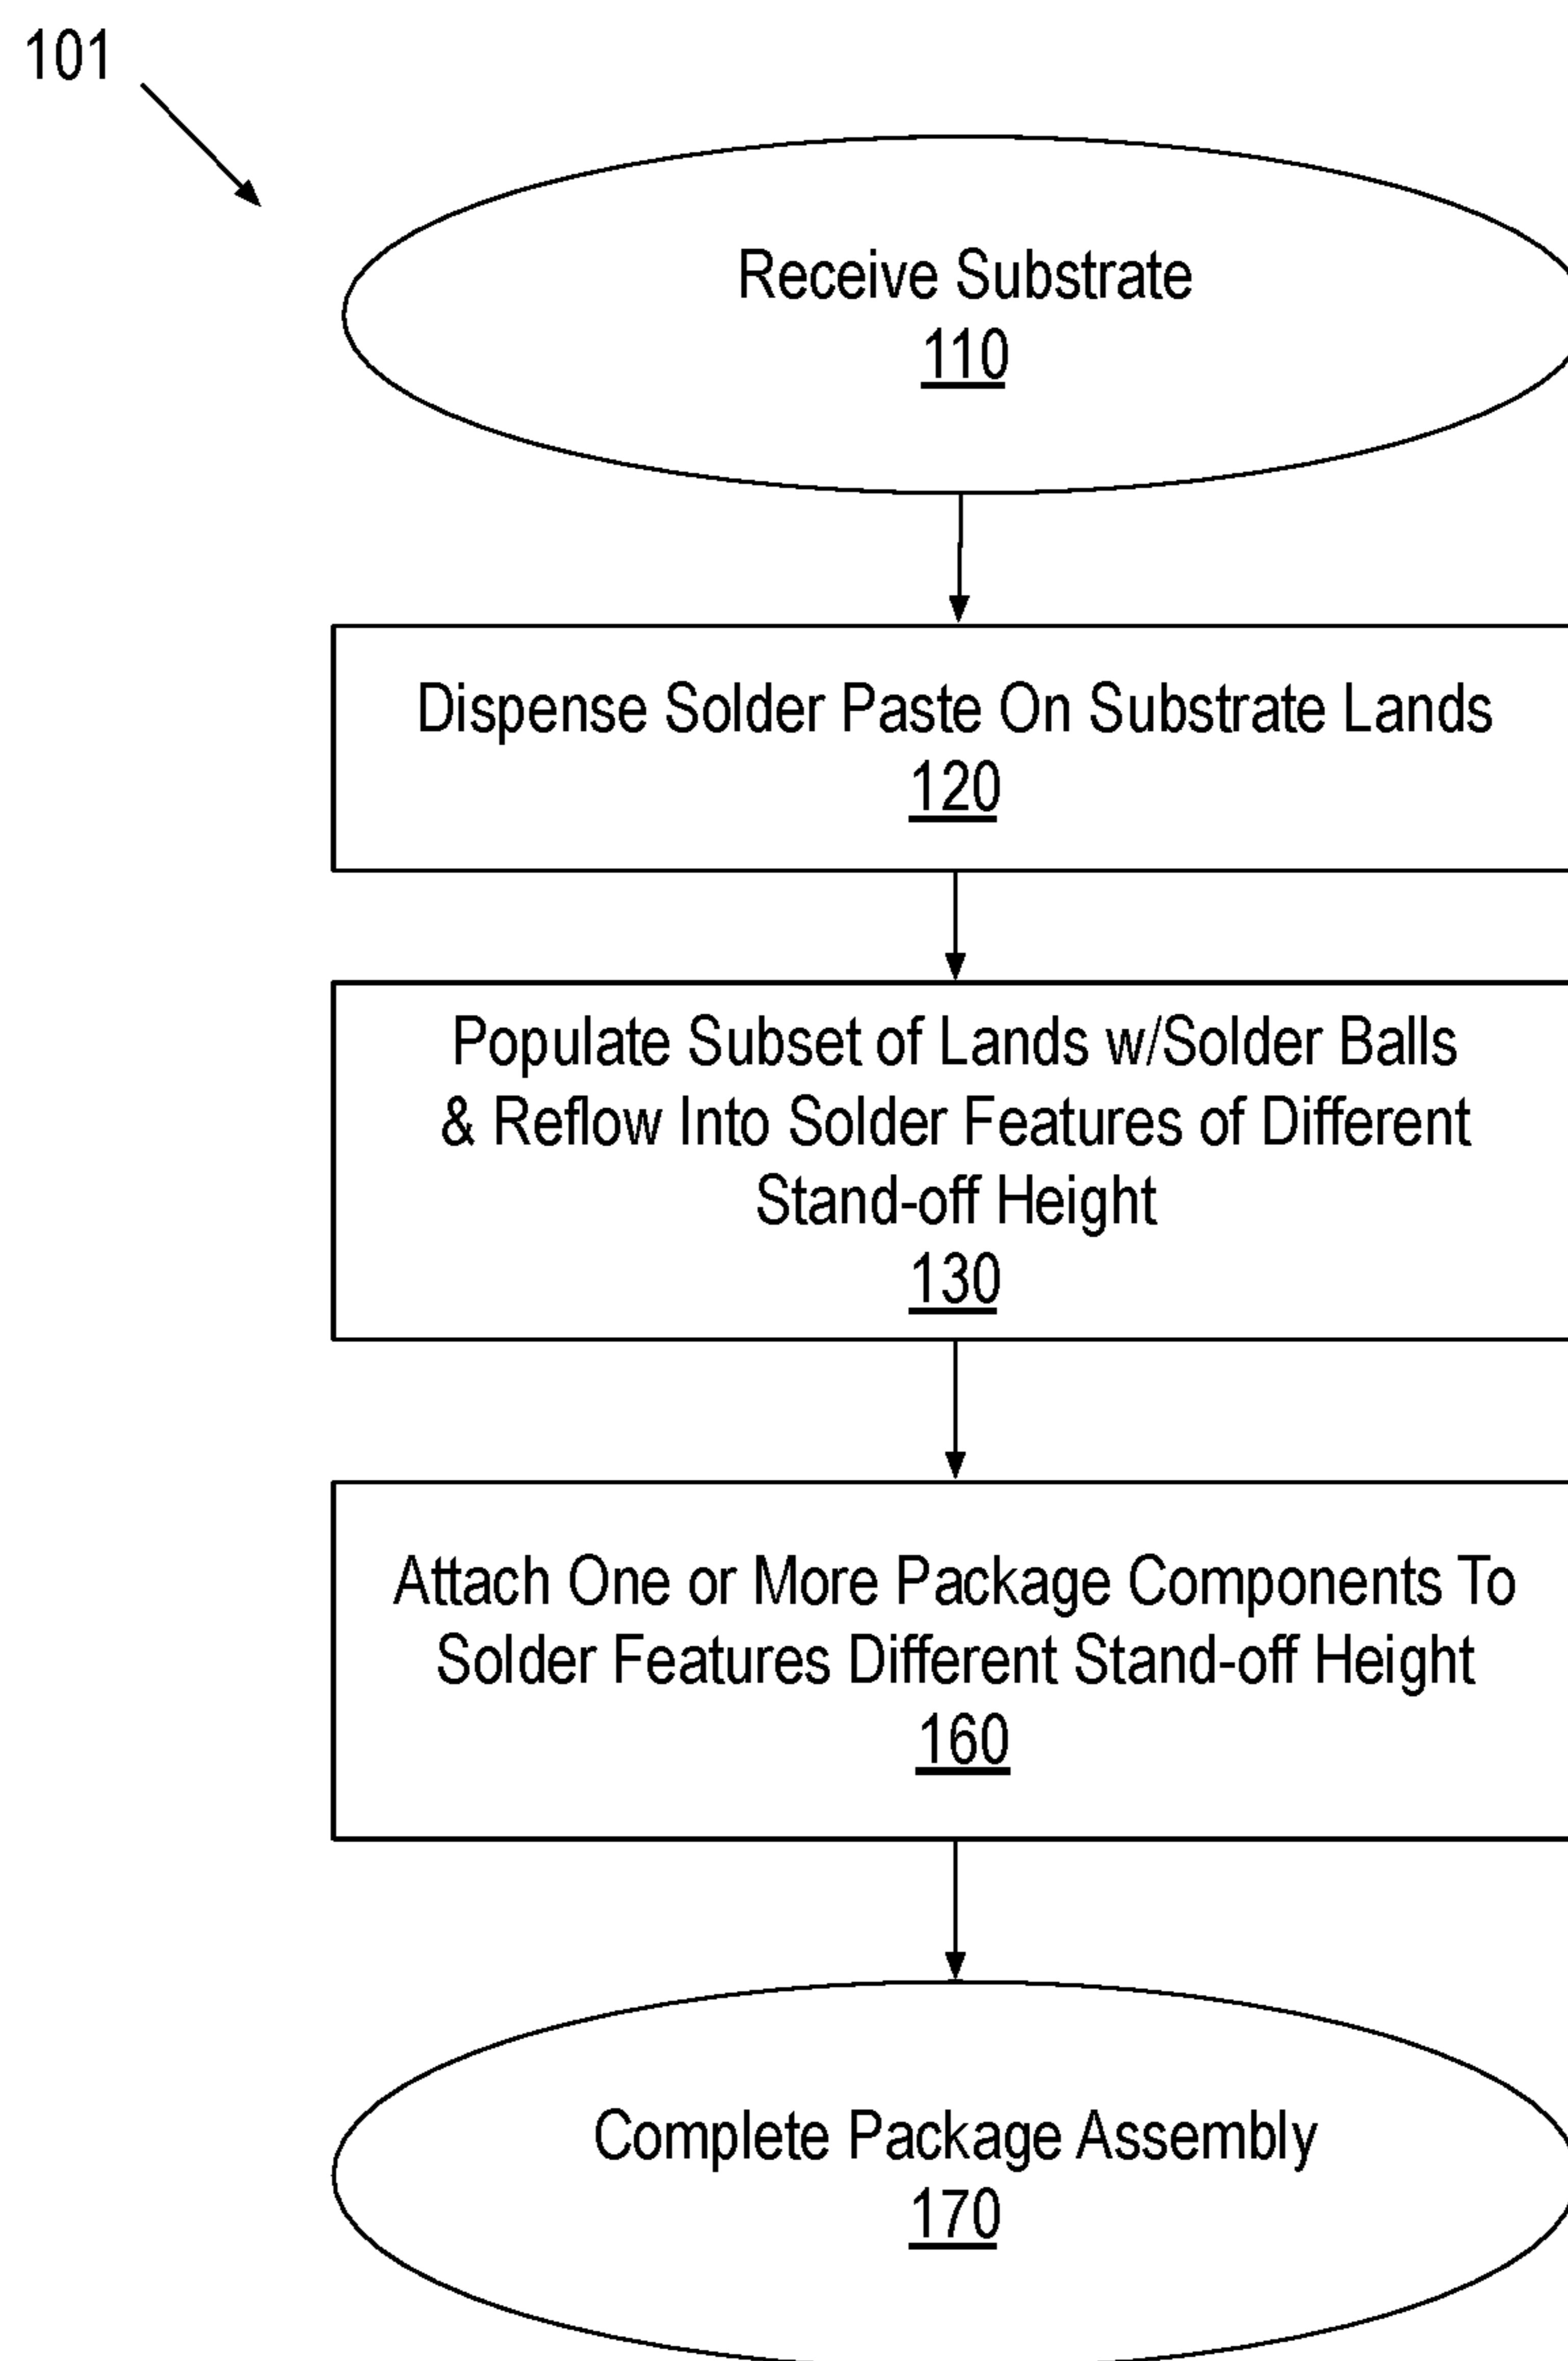 101
Receive Substrate
110
Dispense Solder Paste On Substrate Lands
120
Populate Subset of Lands w/Solder Balls
& Reflow Into Solder Features of Different
Stand-off Height
130
Attach One or More Package Components To
Solder Features Different Stand-off Height
160
Complete Package Assembly
170